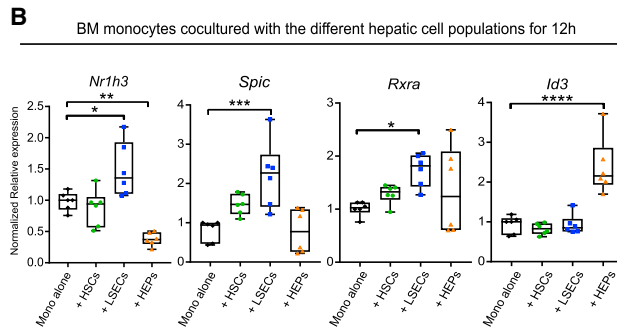 B
BM monocytes cocultured with the different hepatic cell populations for 12h
Nr1h3
Spic
Rxra
Id3
Normalized Relative expression
2.5
2.0
1.5
1.0
0.5
0.0
**
*
Mono alone
+ HSCs
+ LSECs
+ HEPs
4
3
2
1
0
***
Mono alone
+ HSCs
+ LSECs
+ HEPs
3
2
1
0
*
Mono alone
+ HSCs
+ LSECs
+ HEPs
4
3
2
1
0
****
Mono alone
+ HSCs
+ LSECs
+ HEPs